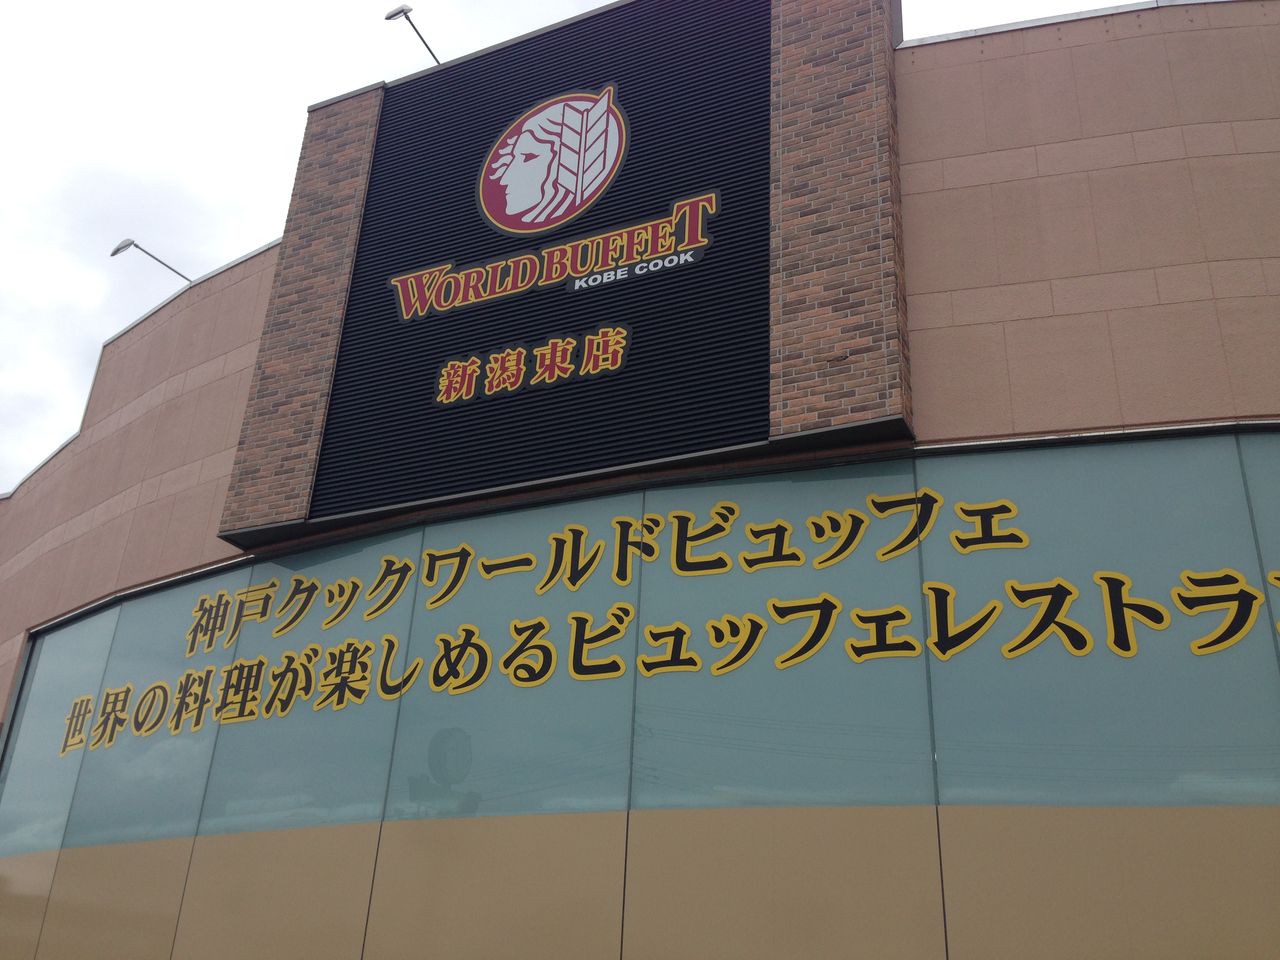 WORLD BUFFET
KOBE COOK
新潟東店
神戸クックワールドビュッフェ
世界の料理が楽しめるビュッフェレストラ